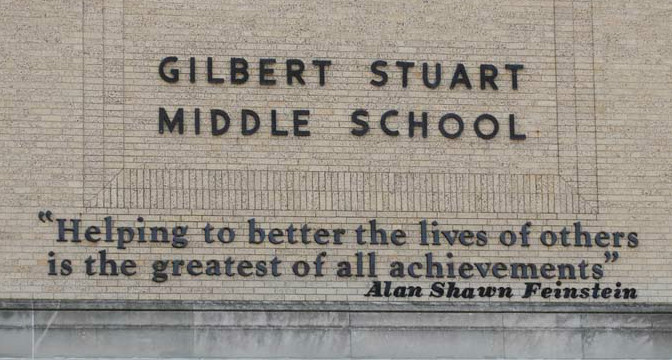 GILBERT STUART
MIDDLE SCHOOL
“Helping to better the lives of others
is the greatest of all achievements”
Alan Shawn Feinstein